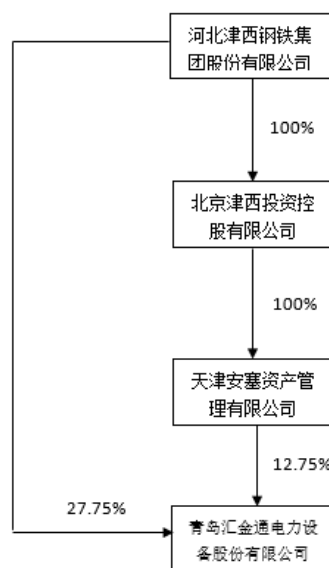 河北津西钢铁集
团股份有限公司
100%
北京津西投资控
股有限公司
100%
天津安塞资产管
理有限公司
12.75%
27.75%
青岛汇金通电力设
备股份有限公司